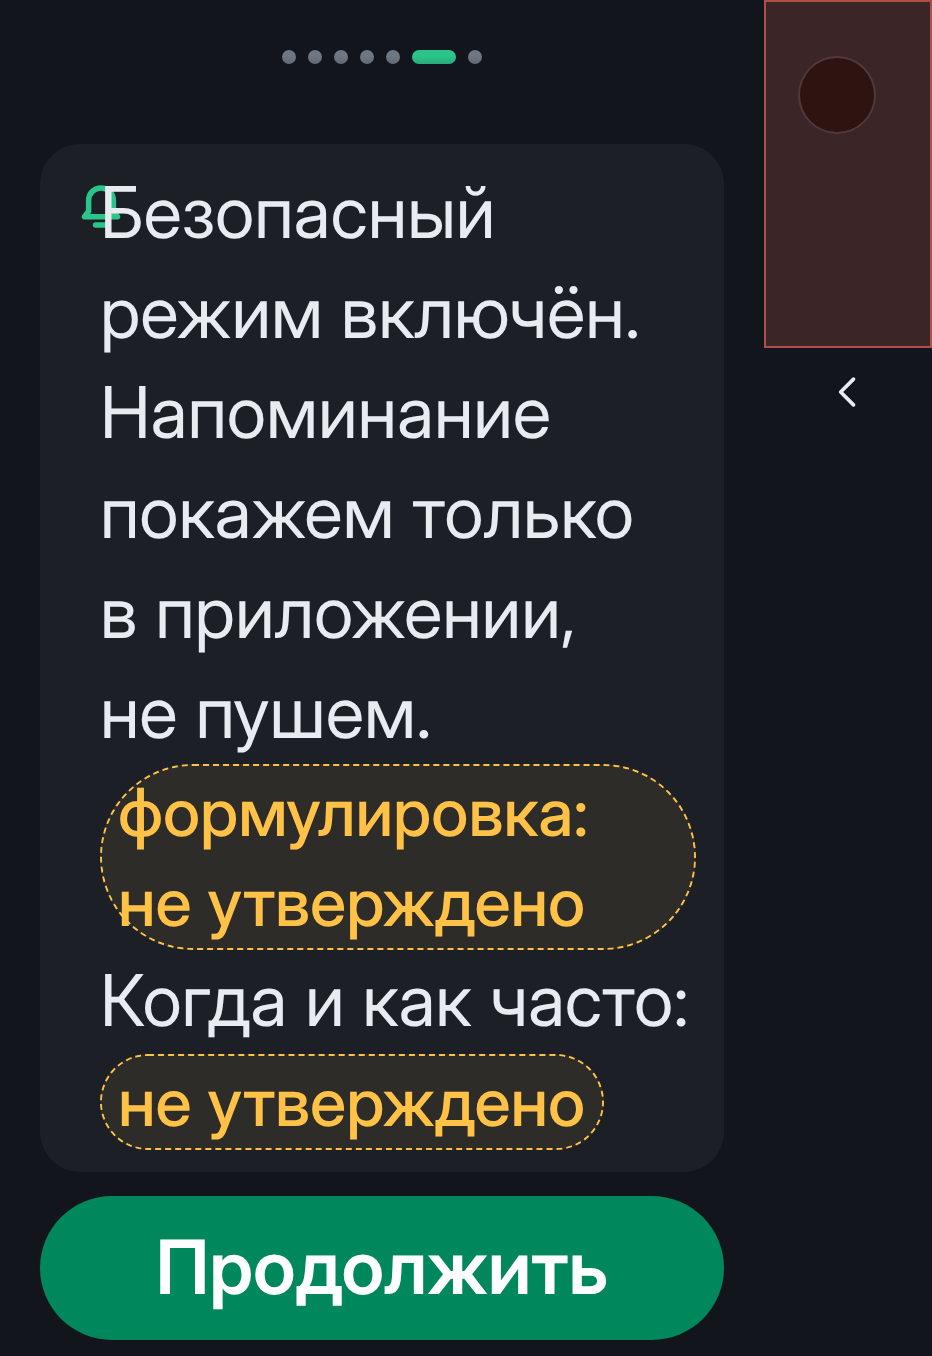 Безопасный
режим включён.
Напоминание
покажем только
в приложении,
не пушем.
формулировка:
не утверждено
Когда и как часто:
не утверждено
Продолжить